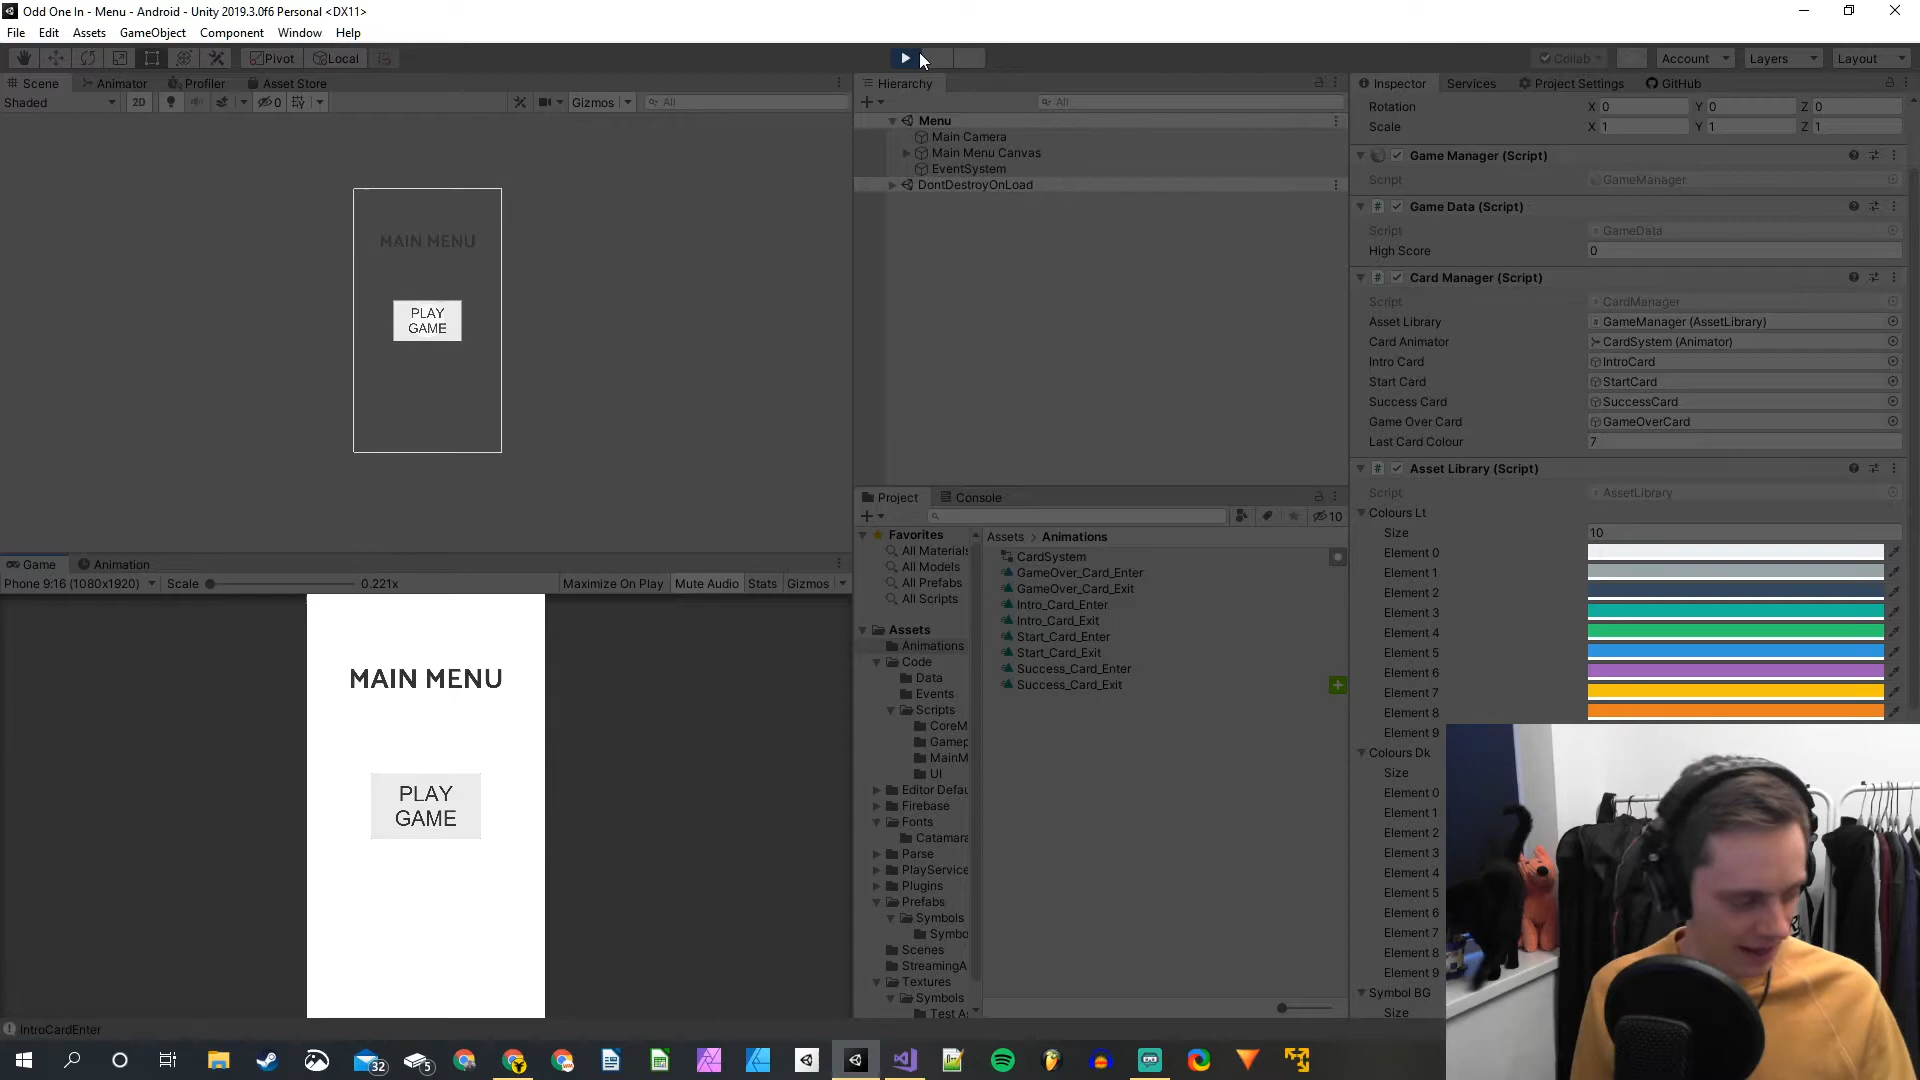 Odd One In - Menu - Android - Unity 2019.3.0f6 Personal <DX11>
File Edit Assets GameObject Component Window Help
Pivot Local Collab Account Layers Layout
Scene Animator Profiler Asset Store
Shaded 2D 0 Gizmos All
MAIN MENU
PLAY
GAME
Game Animation
Phone 9:16 (1080x1920) Scale 0.221x Maximize On Play Mute Audio Stats Gizmos
MAIN MENU
PLAY
GAME
IntroCardEnter
Hierarchy
All
Menu
Main Camera
Main Menu Canvas
EventSystem
DontDestroyOnLoad
Project Console
10
Favorites
All Materials
All Models
All Prefabs
All Scripts
Assets
Animations
Code
Data
Events
Scripts
CoreM
Gamep
MainM
UI
Editor Defau
Firebase
Fonts
Catamara
Parse
PlayService
Plugins
Prefabs
Symbols
Symbo
Scenes
StreamingA
Textures
Symbols
Test A
Assets > Animations
CardSystem
GameOver_Card_Enter
GameOver_Card_Exit
Intro_Card_Enter
Intro_Card_Exit
Start_Card_Enter
Start_Card_Exit
Success_Card_Enter
Success_Card_Exit
Inspector Services Project Settings GitHub
Rotation X 0 Y 0 Z 0
Scale X 1 Y 1 Z 1
Game Manager (Script)
Script GameManager
Game Data (Script)
Script GameData
High Score 0
Card Manager (Script)
Script CardManager
Asset Library GameManager (AssetLibrary)
Card Animator CardSystem (Animator)
Intro Card IntroCard
Start Card StartCard
Success Card SuccessCard
Game Over Card GameOverCard
Last Card Colour 7
Asset Library (Script)
Script AssetLibrary
Colours Lt
Size 10
Element 0
Element 1
Element 2
Element 3
Element 4
Element 5
Element 6
Element 7
Element 8
Element 9
Colours Dk
Size
Element 0
Element 1
Element 2
Element 3
Element 4
Element 5
Element 6
Element 7
Element 8
Element 9
Symbol BG
Size
32 5